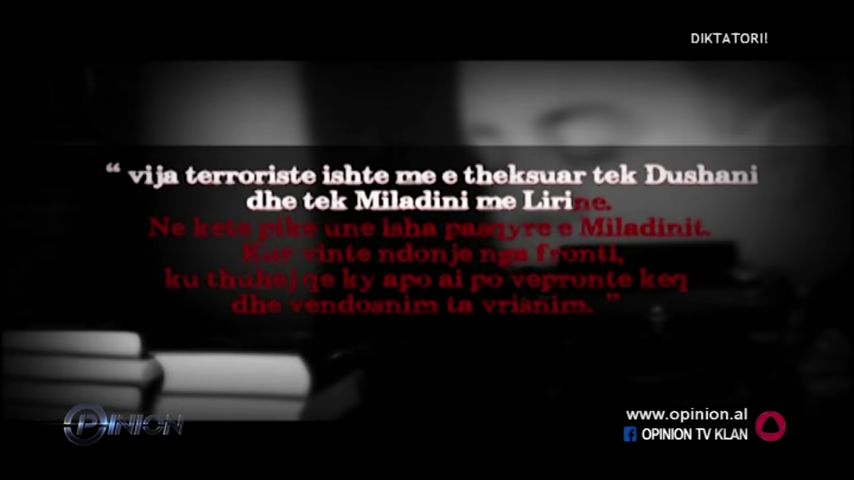 DIKTATORI!
“ vija terroriste ishte me e theksuar tek Dushani
dhe tek Miladini me Lirine.
Ne kete pike une isha pasqyre e Miladinit.
Kur vinte ndonje nga fronti,
ku thuhej qe ky apo ai po vepronte keq
dhe vendosnim ta vrisnim. ”
OPINION
www.opinion.al
OPINION TV KLAN